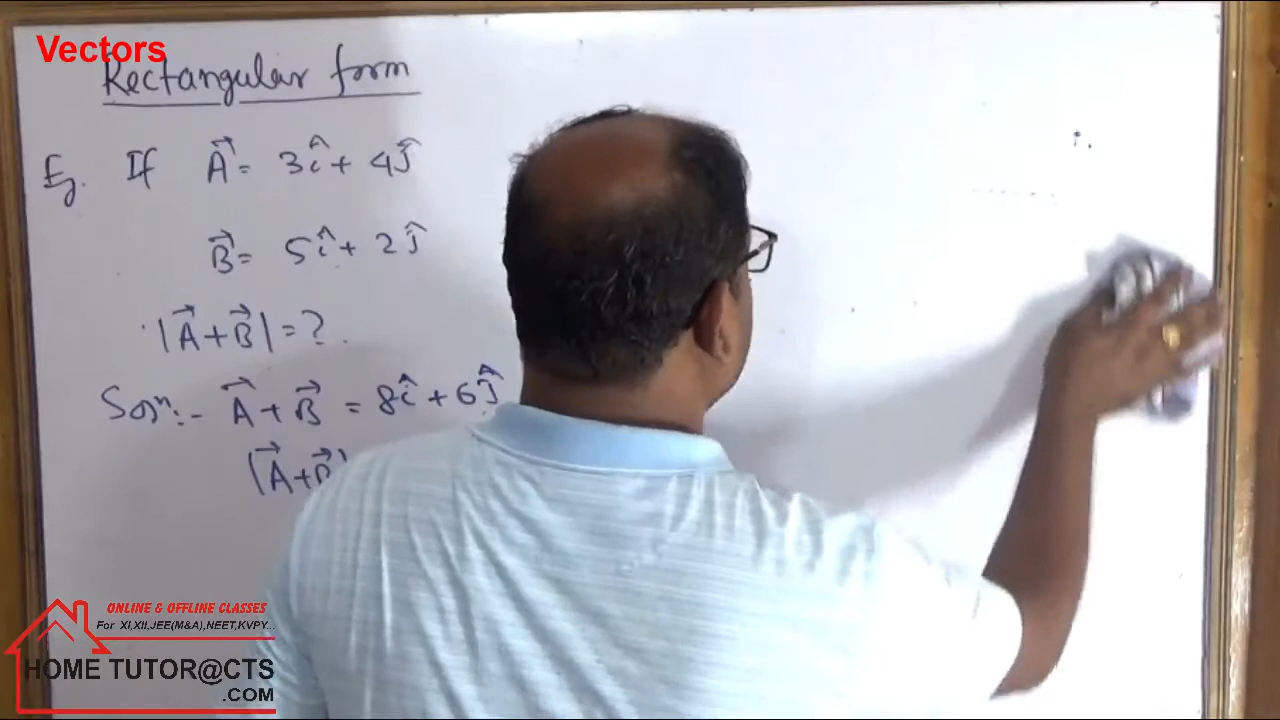 Vectors
Rectangular form
Eg. If A⃗ = 3î + 4ĵ
B⃗ = 5î + 2ĵ
|A⃗ + B⃗| = ?
Solⁿ:- A⃗ + B⃗ = 8î + 6ĵ
|A⃗ + B⃗|
ONLINE & OFFLINE CLASSES
For XI,XII,JEE(M&A),NEET,KVPY...
HOME TUTOR@CTS
.COM